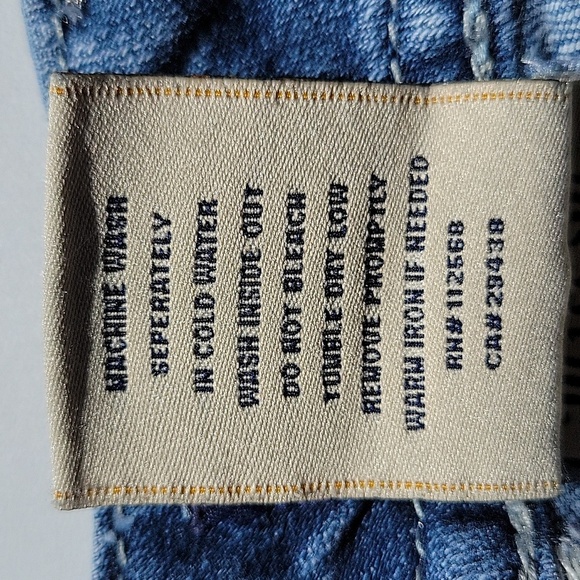 MACHINE WASH
SEPERATELY
IN COLD WATER
WASH INSIDE OUT
DO NOT BLEACH
TUMBLE DRY LOW
REMOVE PROMPTLY
WARM IRON IF NEEDED
RN# 112568
CA# 29438